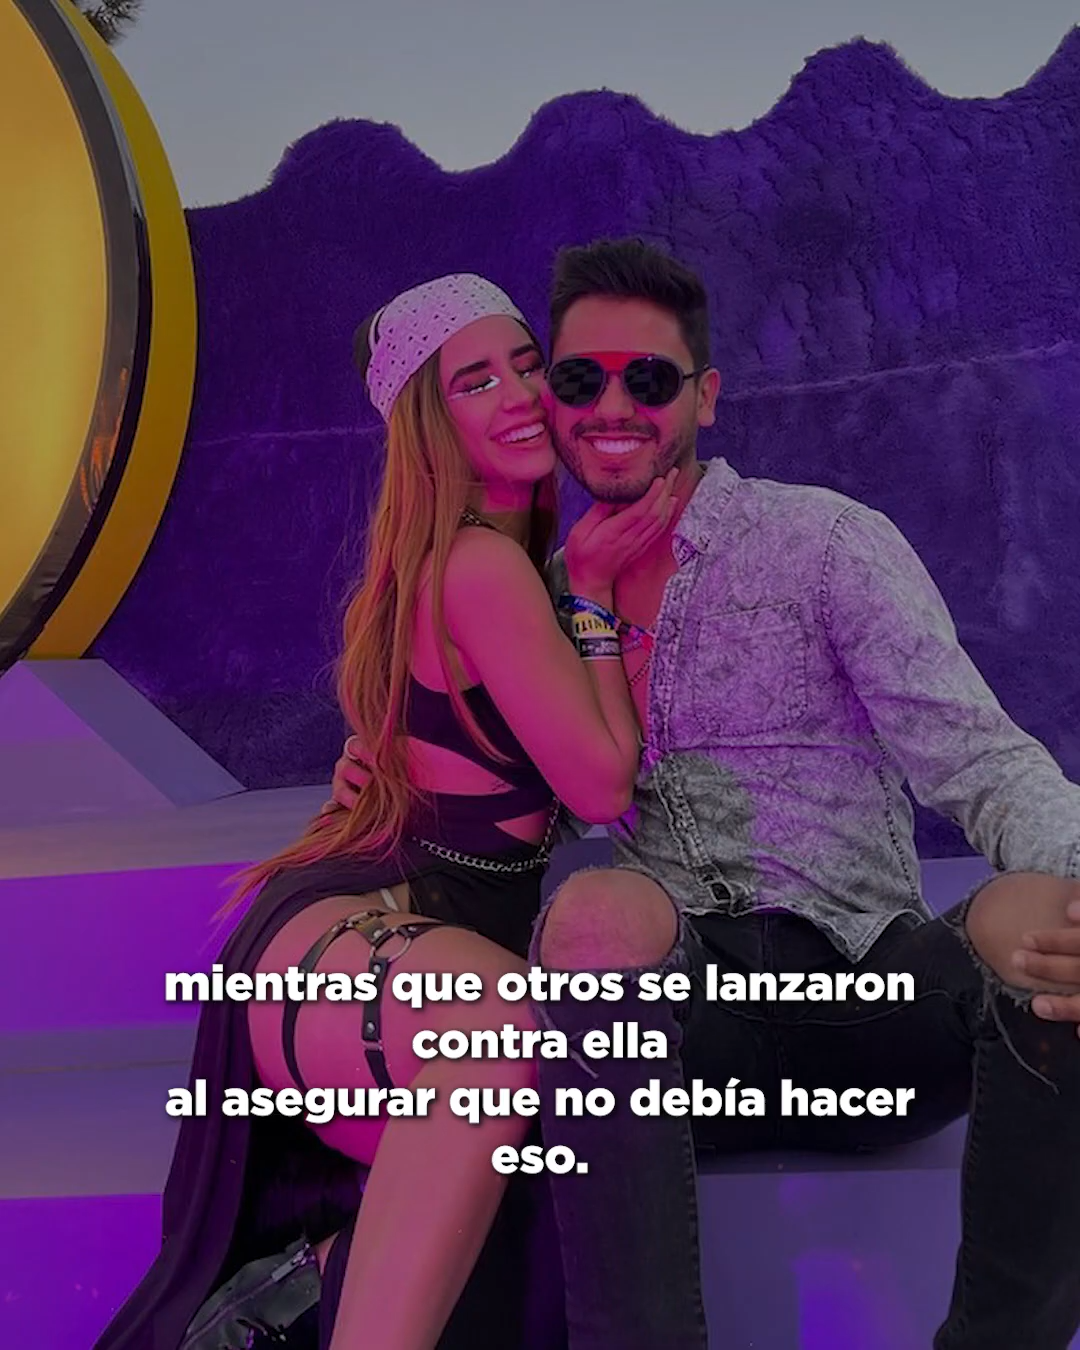 mientras que otros se lanzaron
contra ella
al asegurar que no debía hacer
eso.